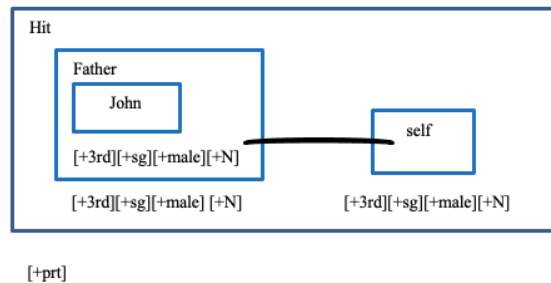 Hit
Father
John
self
[+3rd][+sg][+male][+N]
[+3rd][+sg][+male] [+N]
[+3rd][+sg][+male][+N]
[+prt]